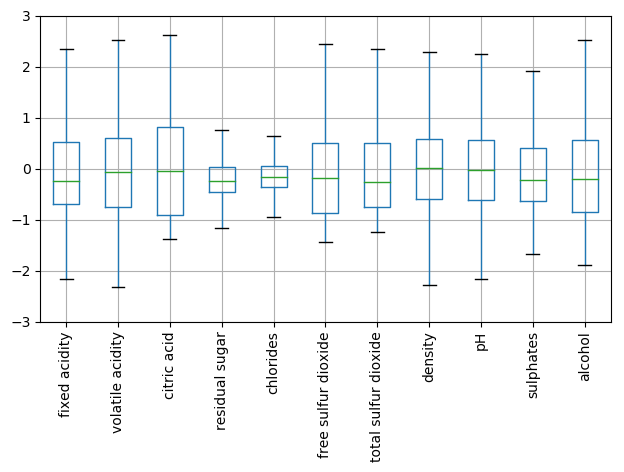 3
2
1
0
−1
−2
−3
fixed acidity
volatile acidity
citric acid
residual sugar
chlorides
free sulfur dioxide
total sulfur dioxide
density
pH
sulphates
alcohol